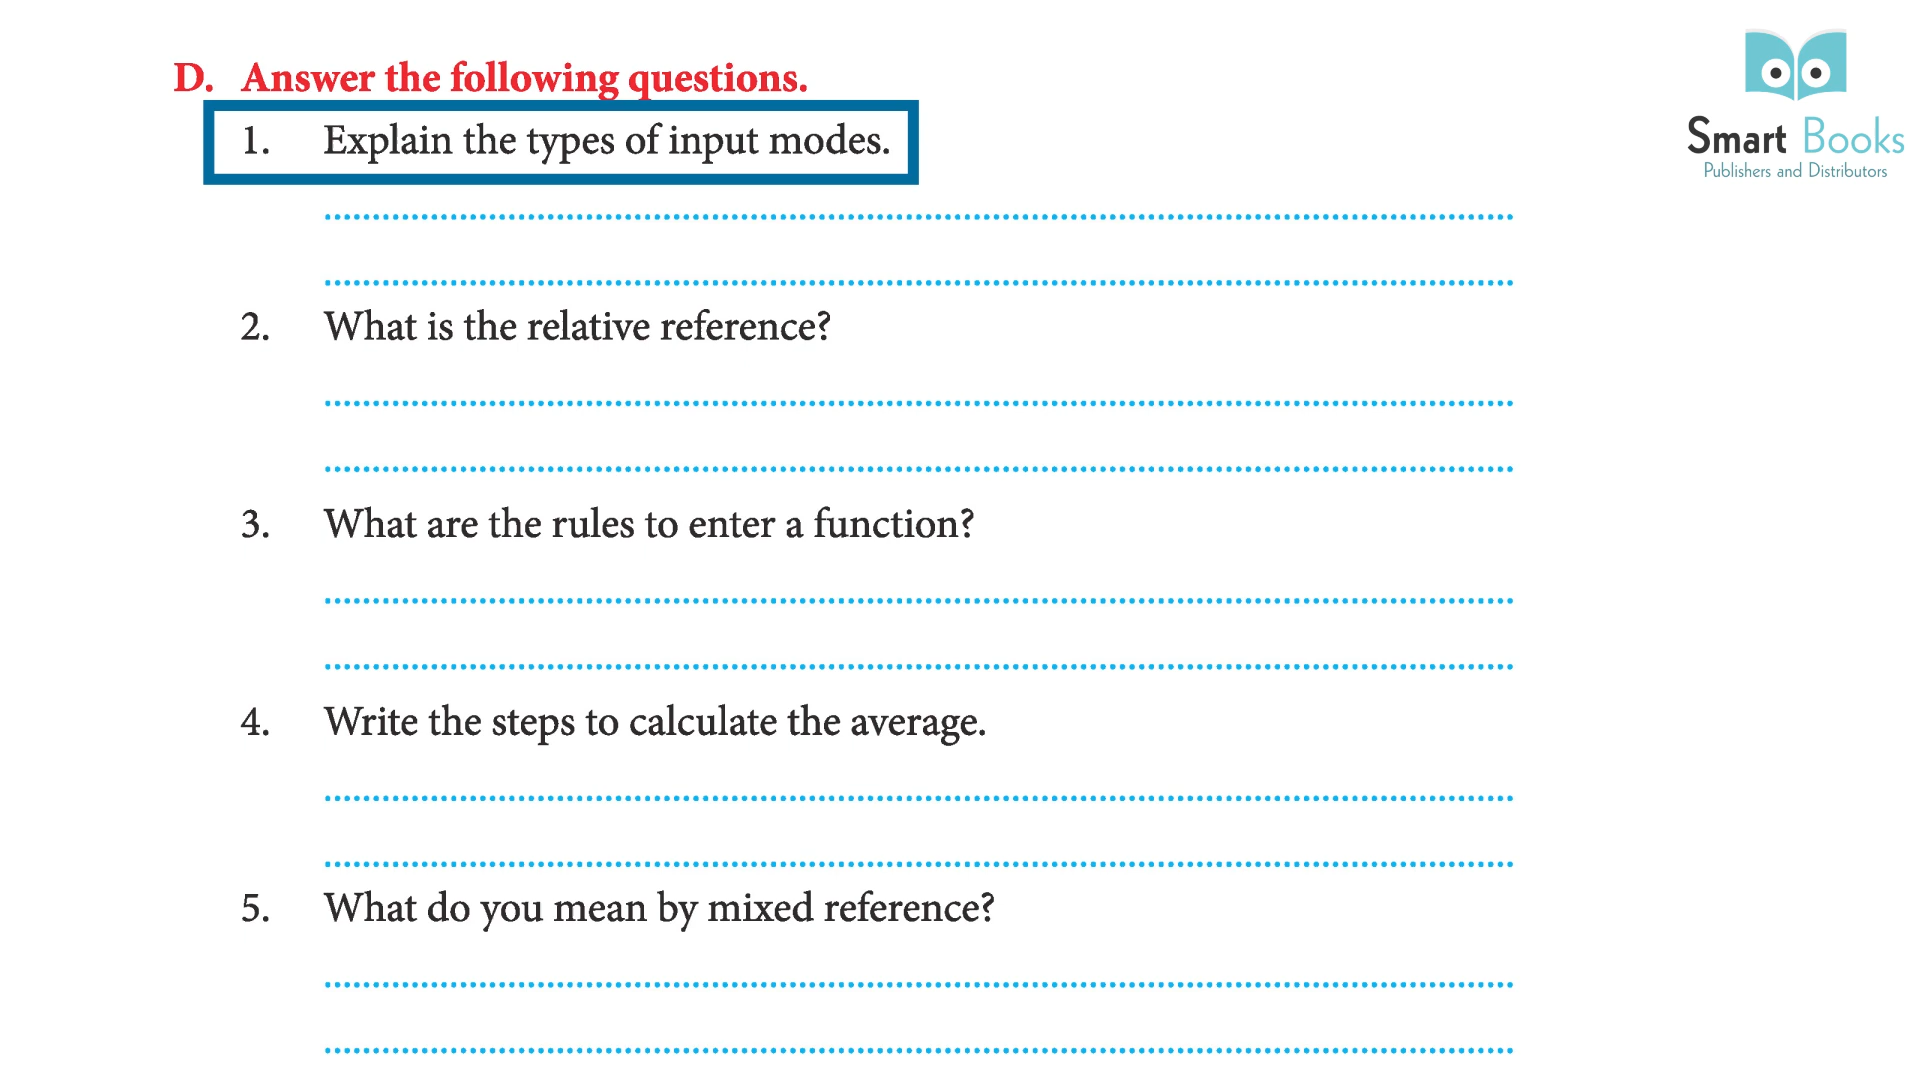 D. Answer the following questions.
1. Explain the types of input modes.
2. What is the relative reference?
3. What are the rules to enter a function?
4. Write the steps to calculate the average.
5. What do you mean by mixed reference?
Smart Books
Publishers and Distributors